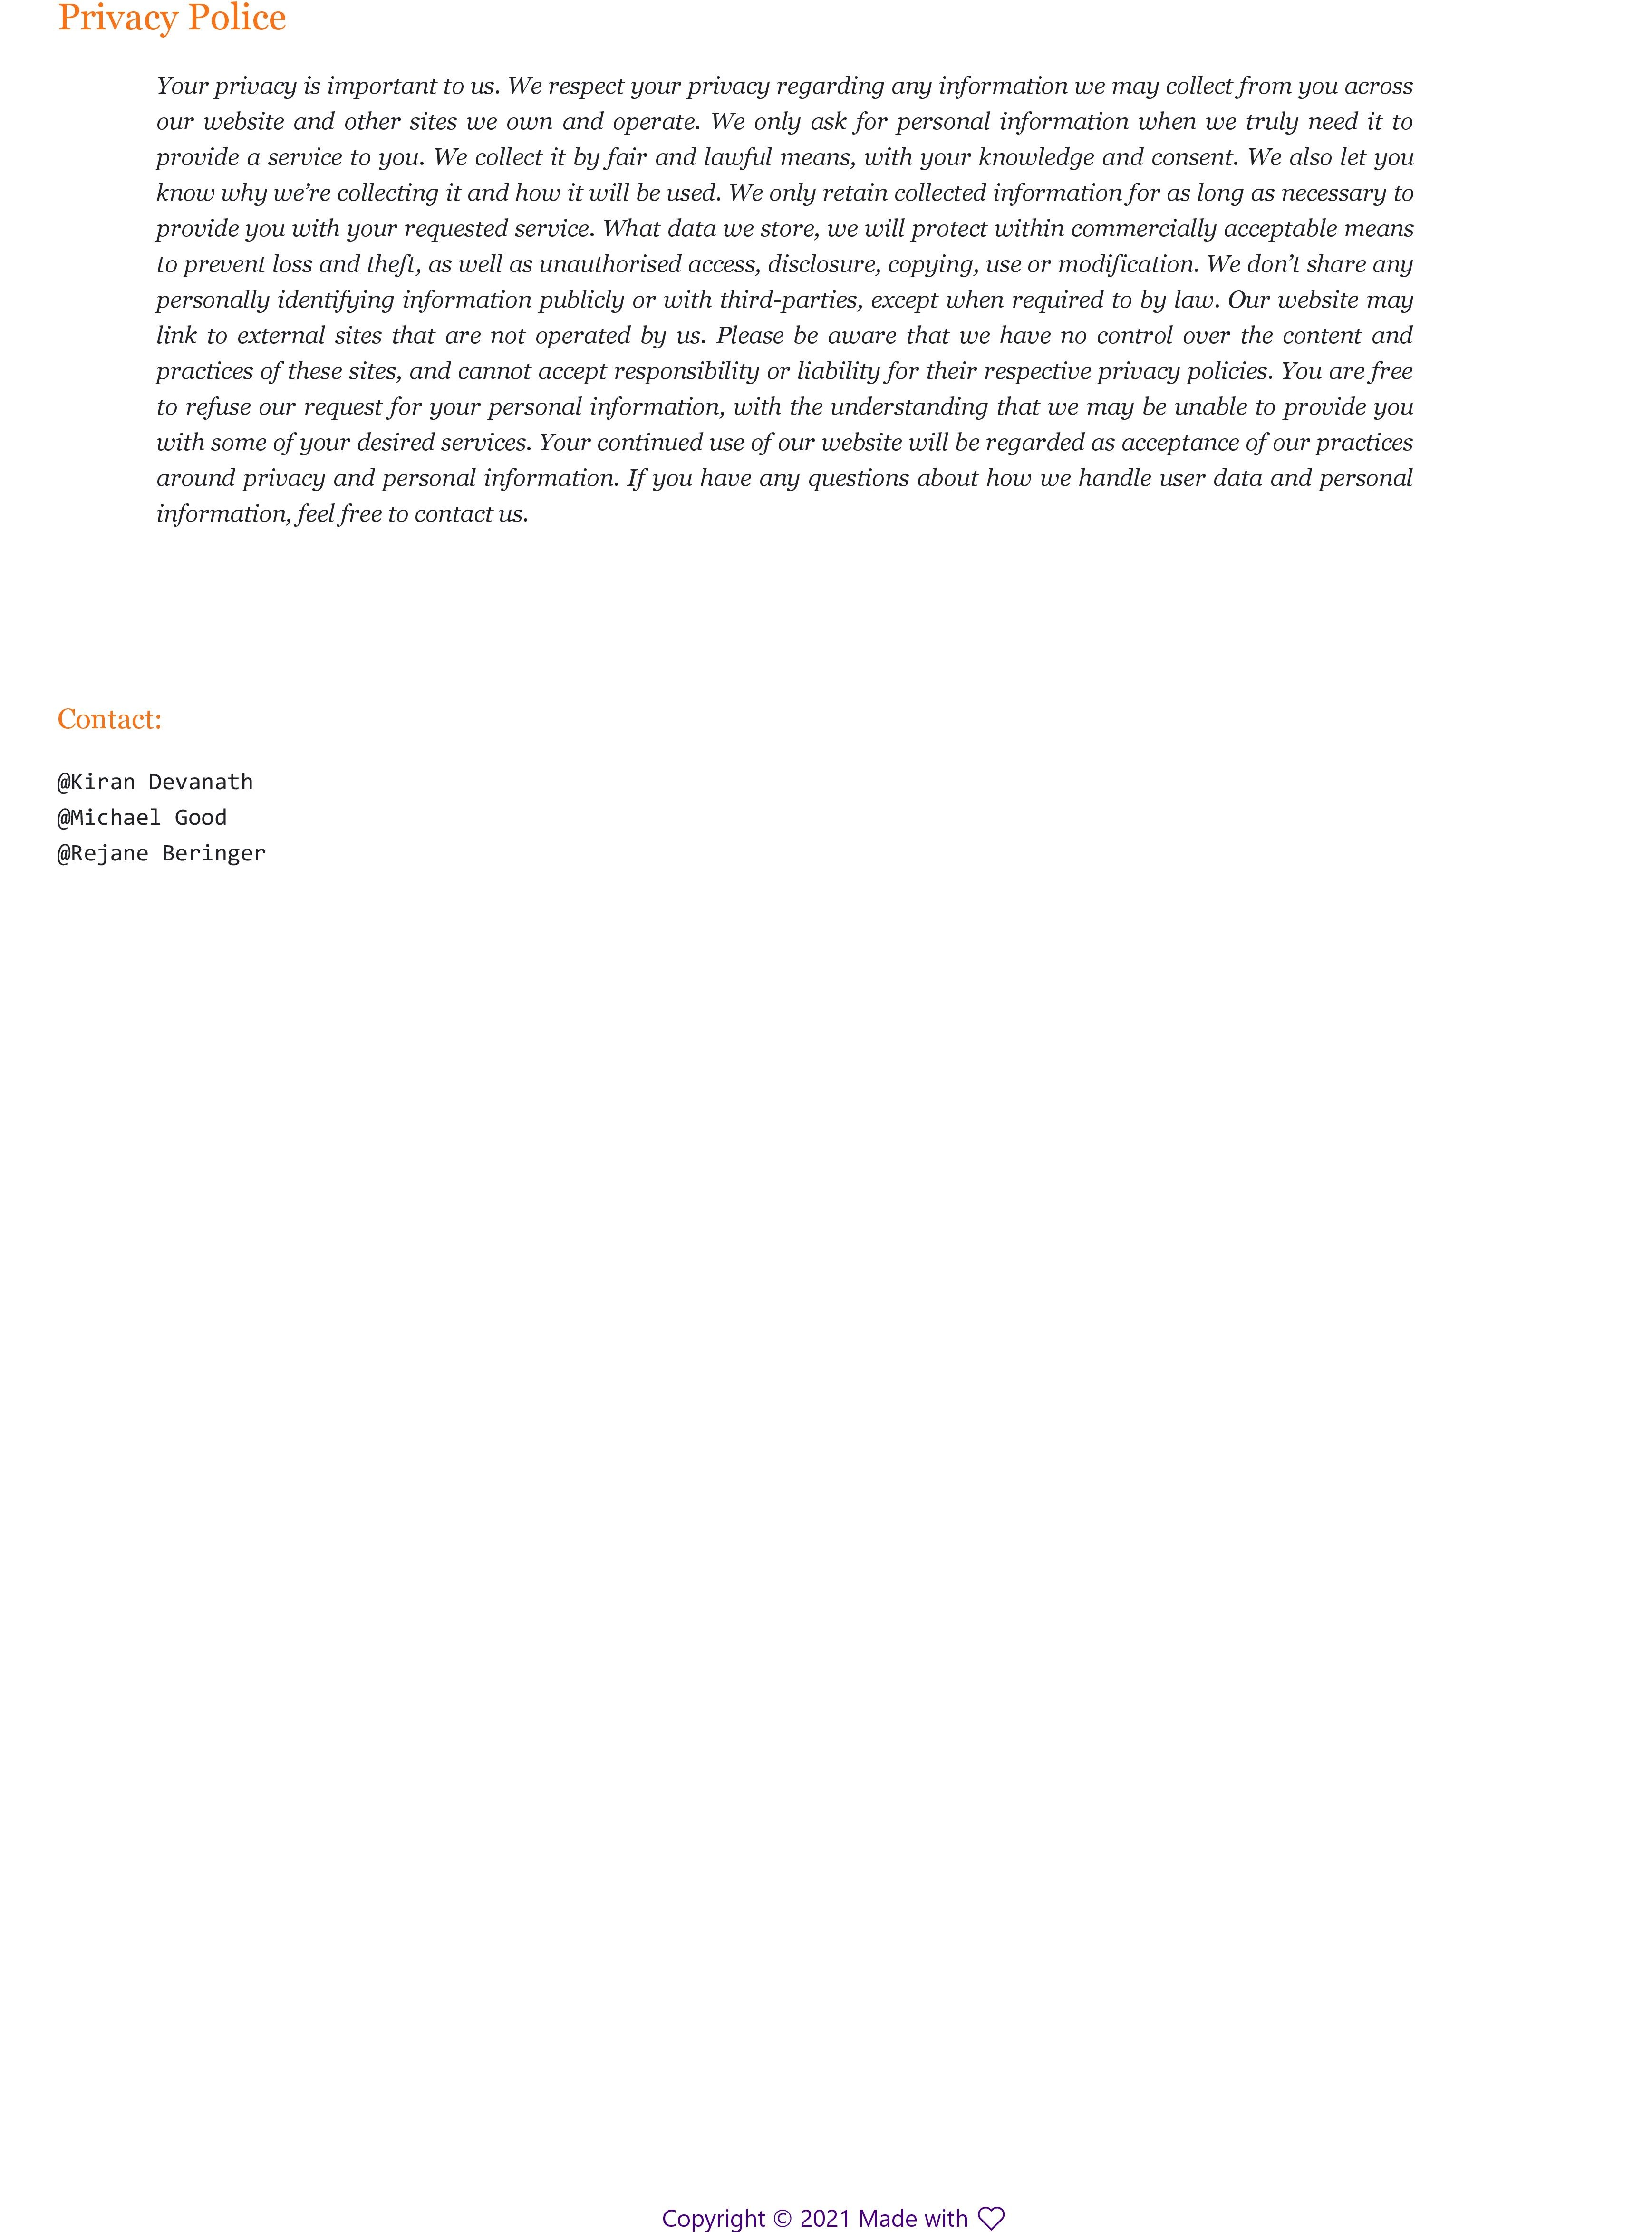 Privacy Police
Your privacy is important to us. We respect your privacy regarding any information we may collect from you across
our website and other sites we own and operate. We only ask for personal information when we truly need it to
provide a service to you. We collect it by fair and lawful means, with your knowledge and consent. We also let you
know why we’re collecting it and how it will be used. We only retain collected information for as long as necessary to
provide you with your requested service. What data we store, we will protect within commercially acceptable means
to prevent loss and theft, as well as unauthorised access, disclosure, copying, use or modification. We don’t share any
personally identifying information publicly or with third-parties, except when required to by law. Our website may
link to external sites that are not operated by us. Please be aware that we have no control over the content and
practices of these sites, and cannot accept responsibility or liability for their respective privacy policies. You are free
to refuse our request for your personal information, with the understanding that we may be unable to provide you
with some of your desired services. Your continued use of our website will be regarded as acceptance of our practices
around privacy and personal information. If you have any questions about how we handle user data and personal
information, feel free to contact us.
Contact:
@Kiran Devanath
@Michael Good
@Rejane Beringer
Copyright © 2021 Made with ♡